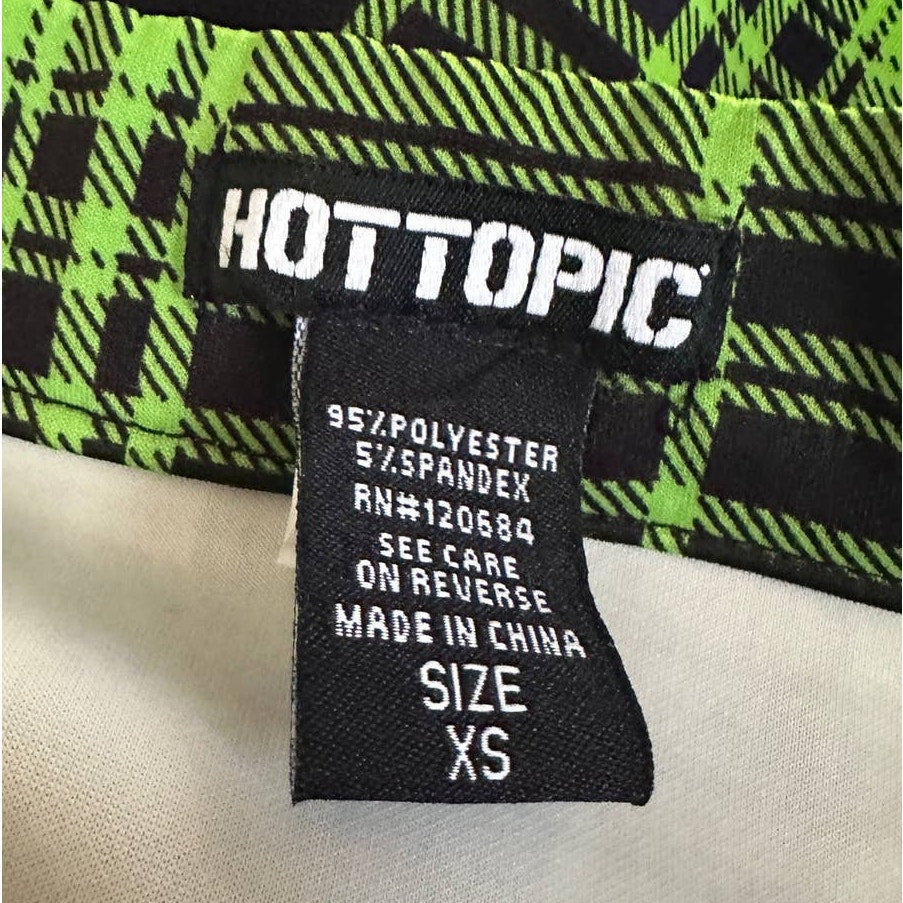 HOTTOPIC
95%POLYESTER
5%SPANDEX
RN#120684
SEE CARE
ON REVERSE
MADE IN CHINA
SIZE
XS